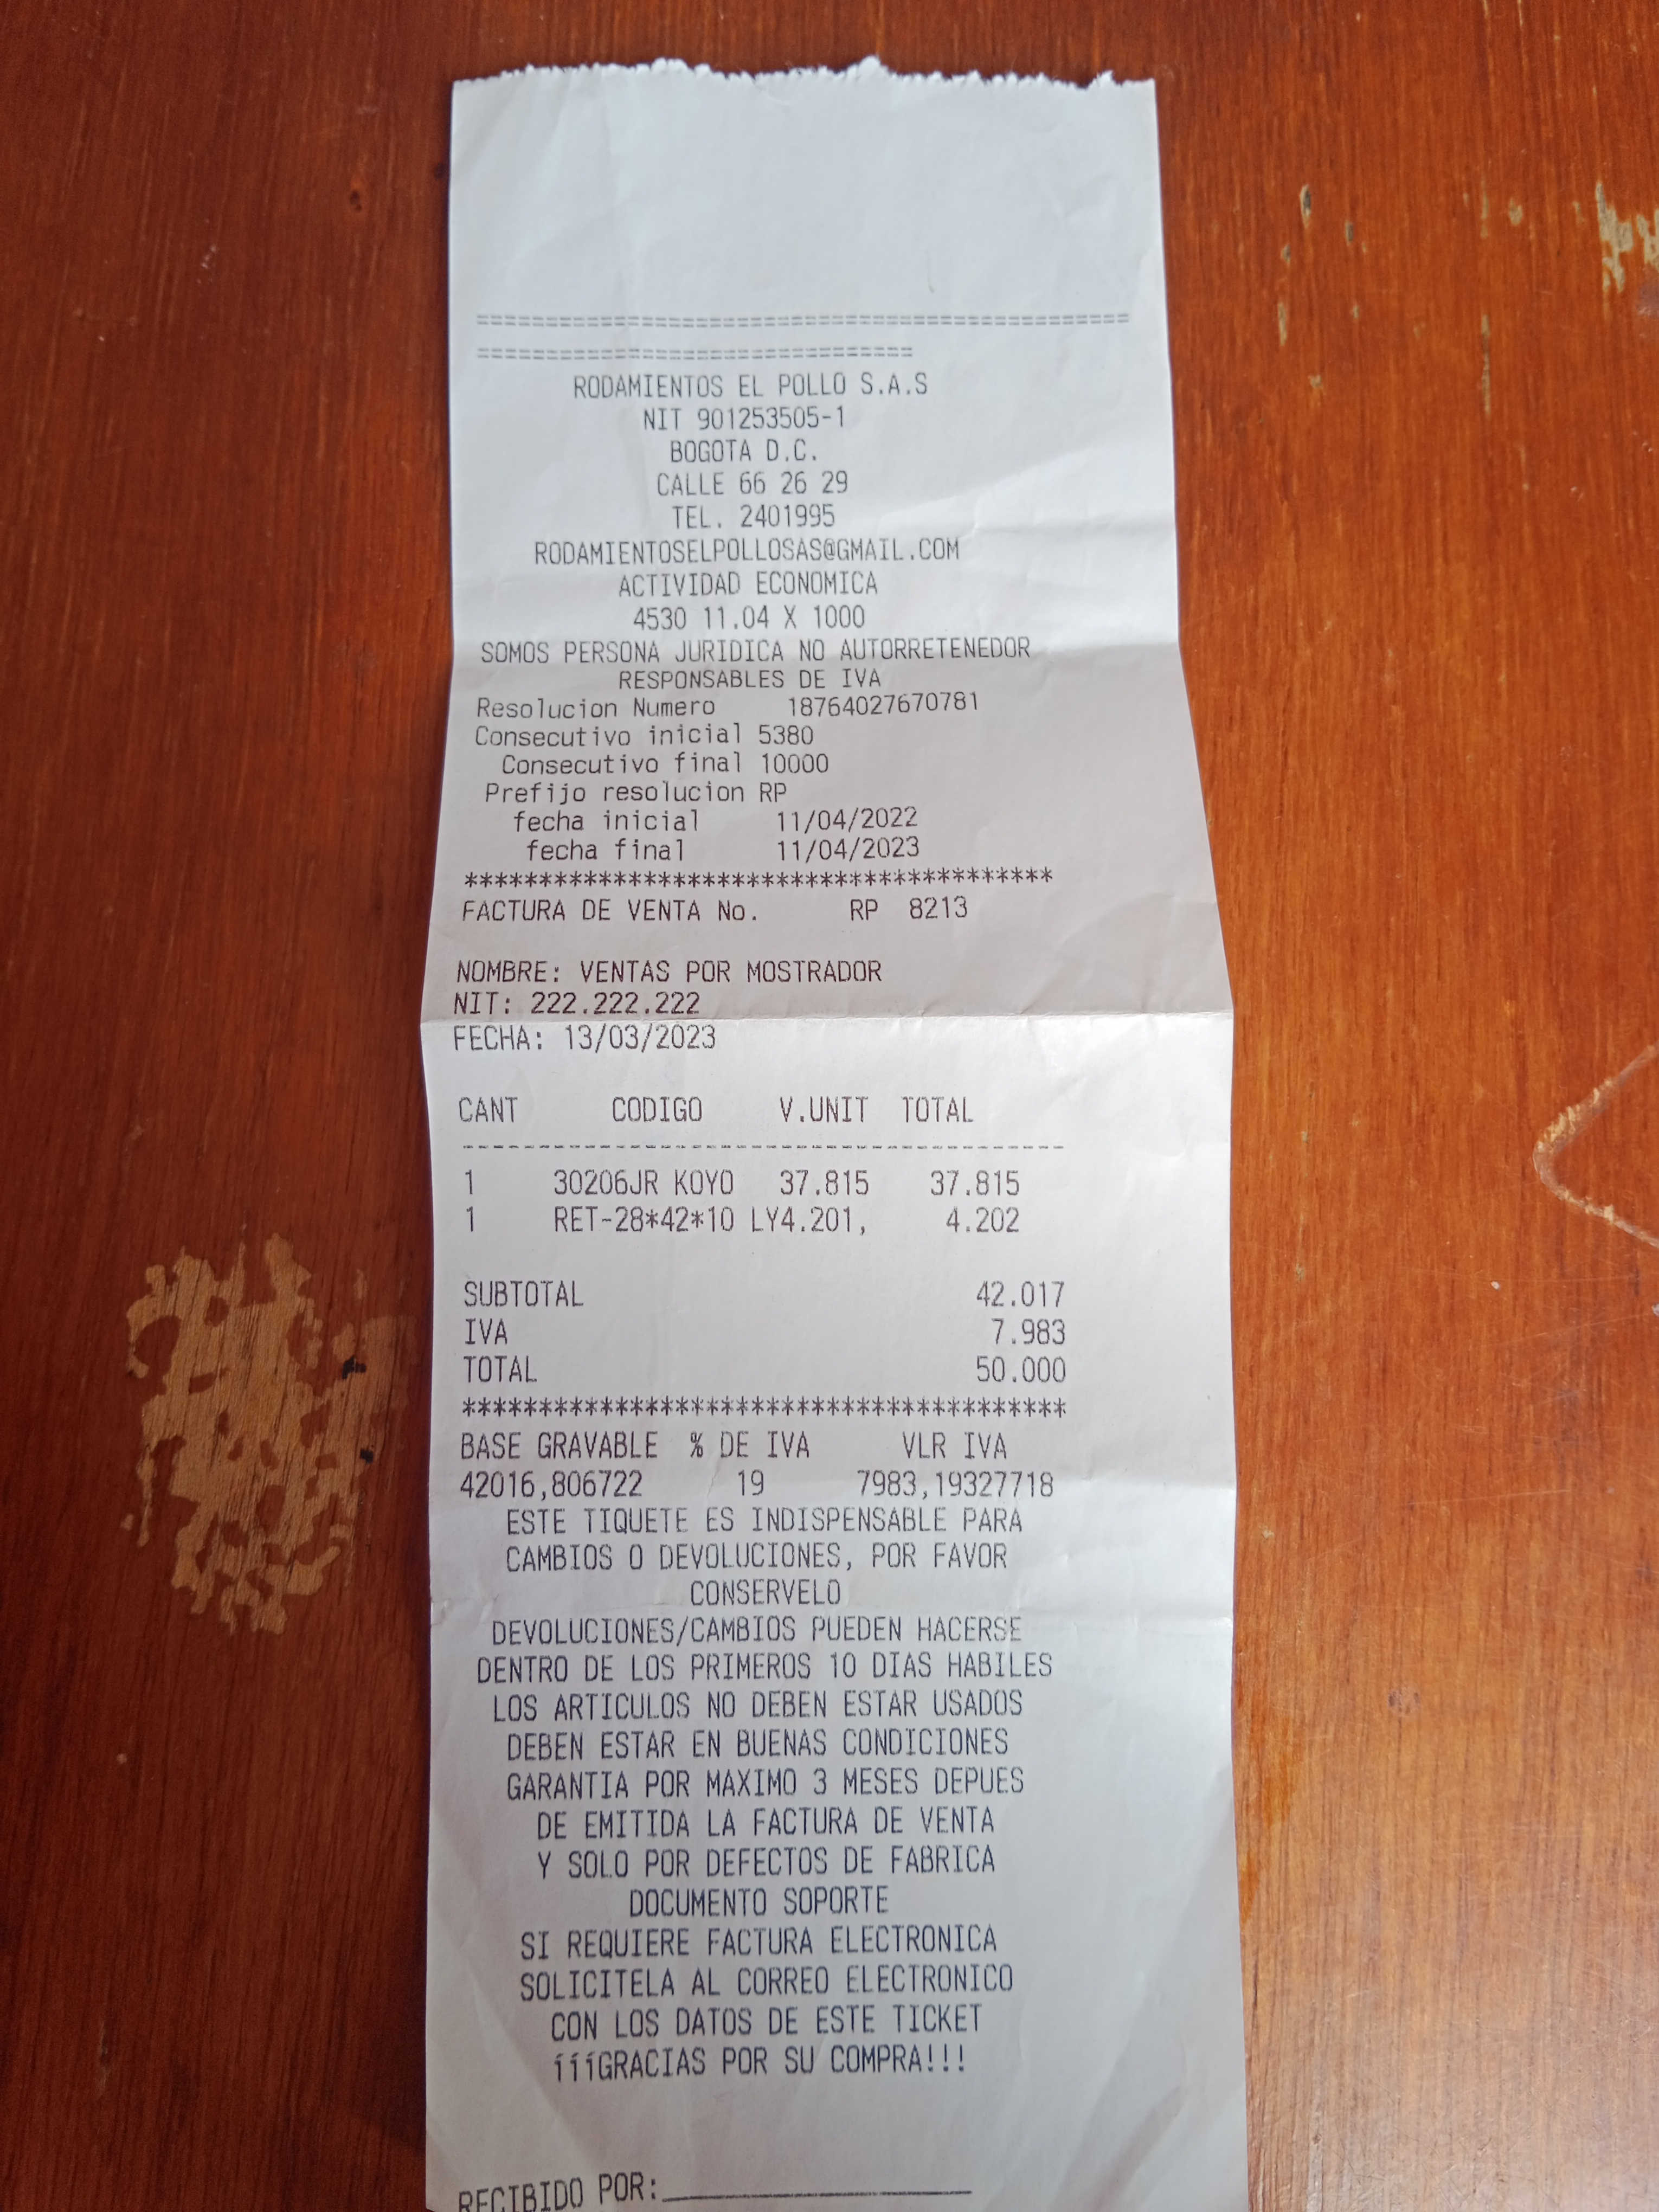 ==============================================
===============================
RODAMIENTOS EL POLLO S.A.S
NIT 901253505-1
BOGOTA D.C.
CALLE 66 26 29
TEL. 2401995
RODAMIENTOSELPOLLOSAS@GMAIL.COM
ACTIVIDAD ECONOMICA
4530 11.04 X 1000
SOMOS PERSONA JURIDICA NO AUTORRETENEDOR
RESPONSABLES DE IVA
Resolucion Numero 18764027670781
Consecutivo inicial 5380
Consecutivo final 10000
Prefijo resolucion RP
fecha inicial 11/04/2022
fecha final 11/04/2023
****************************************
FACTURA DE VENTA No. RP 8213
NOMBRE: VENTAS POR MOSTRADOR
NIT: 222.222.222
FECHA: 13/03/2023
CANT CODIGO V.UNIT TOTAL
----------------------------------------
1 30206JR KOYO 37.815 37.815
1 RET-28*42*10 LY4.201, 4.202
SUBTOTAL 42.017
IVA 7.983
TOTAL 50.000
****************************************
BASE GRAVABLE % DE IVA VLR IVA
42016,806722 19 7983,19327718
ESTE TIQUETE ES INDISPENSABLE PARA
CAMBIOS O DEVOLUCIONES, POR FAVOR
CONSERVELO
DEVOLUCIONES/CAMBIOS PUEDEN HACERSE
DENTRO DE LOS PRIMEROS 10 DIAS HABILES
LOS ARTICULOS NO DEBEN ESTAR USADOS
DEBEN ESTAR EN BUENAS CONDICIONES
GARANTIA POR MAXIMO 3 MESES DEPUES
DE EMITIDA LA FACTURA DE VENTA
Y SOLO POR DEFECTOS DE FABRICA
DOCUMENTO SOPORTE
SI REQUIERE FACTURA ELECTRONICA
SOLICITELA AL CORREO ELECTRONICO
CON LOS DATOS DE ESTE TICKET
íííGRACIAS POR SU COMPRA!!!
RECIBIDO POR:____________________